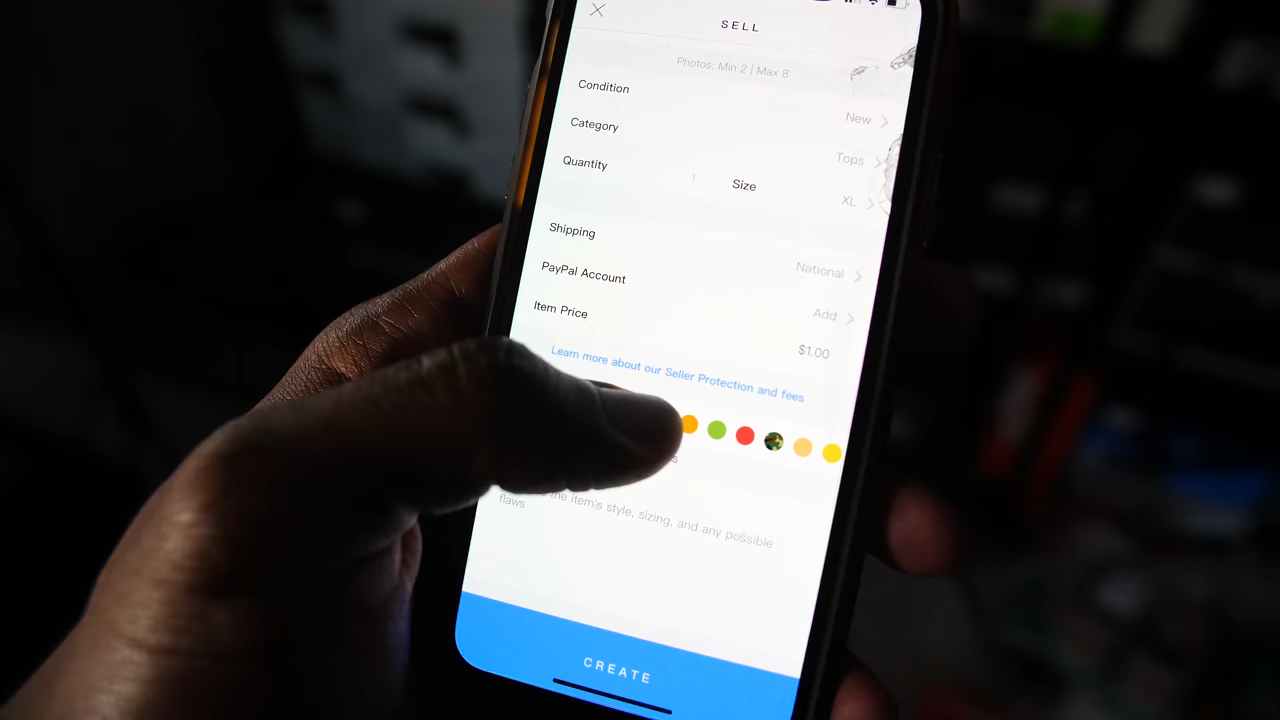 SELL
Photos: Min 2 | Max 8
Condition New
Category Tops
Quantity 1 Size XL
Shipping National
PayPal Account Add
Item Price $1.00
Learn more about our Seller Protection and fees
the item's style, sizing, and any possible
flaws
CREATE